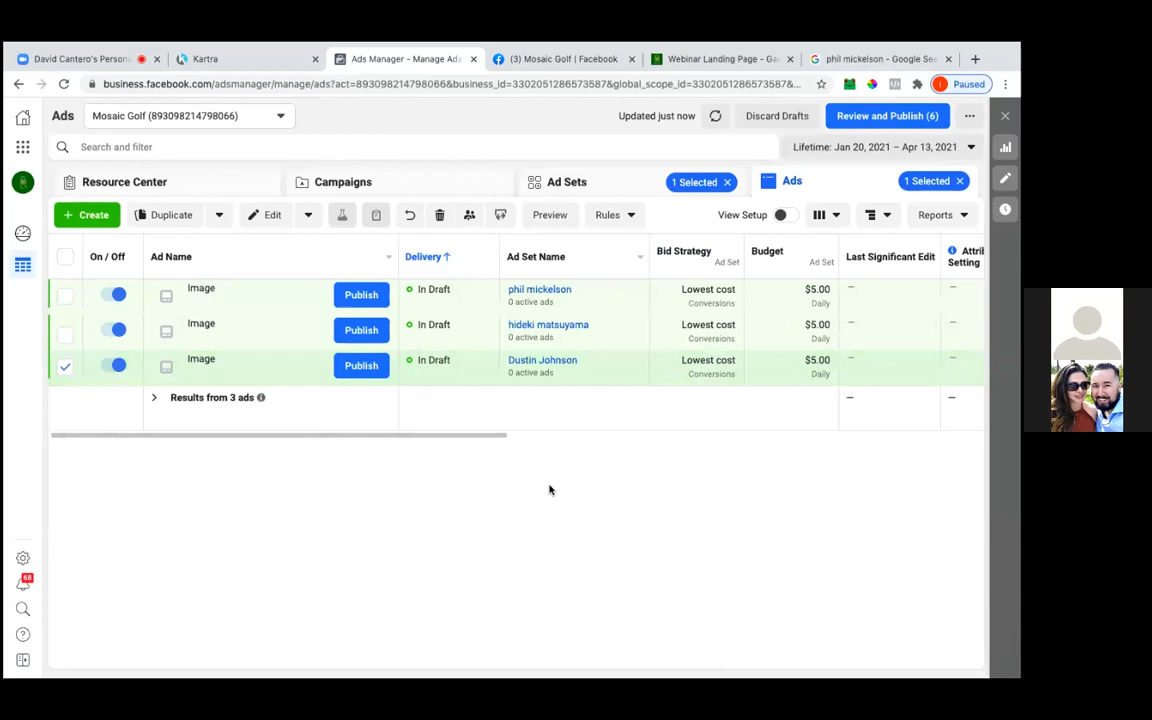 David Cantero's Persona
Kartra
Ads Manager - Manage Ads
(3) Mosaic Golf | Facebook
Webinar Landing Page - Ga
phil mickelson - Google Se
business.facebook.com/adsmanager/manage/ads?act=893098214798066&business_id=3302051286573587&global_scope_id=3302051286573587&...
Paused
Ads
Mosaic Golf (893098214798066)
Updated just now
Discard Drafts
Review and Publish (6)
Search and filter
Lifetime: Jan 20, 2021 – Apr 13, 2021
Resource Center
Campaigns
Ad Sets
1 Selected
Ads
1 Selected
+ Create
Duplicate
Edit
Preview
Rules
View Setup
Reports
On / Off
Ad Name
Delivery ↑
Ad Set Name
Bid Strategy
Ad Set
Budget
Ad Set
Last Significant Edit
Attrib
Setting
Image
Publish
In Draft
phil mickelson
0 active ads
Lowest cost
Conversions
$5.00
Daily
—
—
Image
Publish
In Draft
hideki matsuyama
0 active ads
Lowest cost
Conversions
$5.00
Daily
—
—
Image
Publish
In Draft
Dustin Johnson
0 active ads
Lowest cost
Conversions
$5.00
Daily
—
—
Results from 3 ads
—
—
68